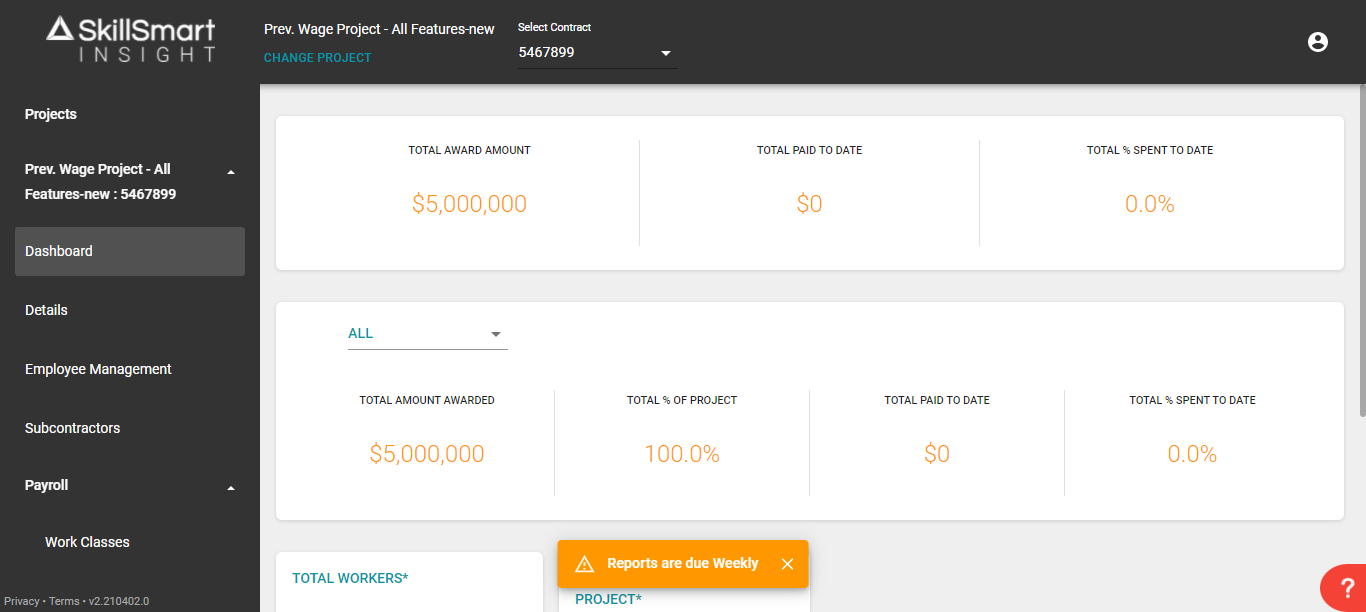 SkillSmart
INSIGHT
Prev. Wage Project - All Features-new
CHANGE PROJECT
Select Contract
5467899
Projects
Prev. Wage Project - All
Features-new : 5467899
Dashboard
Details
Employee Management
Subcontractors
Payroll
Work Classes
Privacy • Terms • v2.210402.0
TOTAL AWARD AMOUNT
$5,000,000
TOTAL PAID TO DATE
$0
TOTAL % SPENT TO DATE
0.0%
ALL
TOTAL AMOUNT AWARDED
$5,000,000
TOTAL % OF PROJECT
100.0%
TOTAL PAID TO DATE
$0
TOTAL % SPENT TO DATE
0.0%
TOTAL WORKERS*
Reports are due Weekly
PROJECT*
?